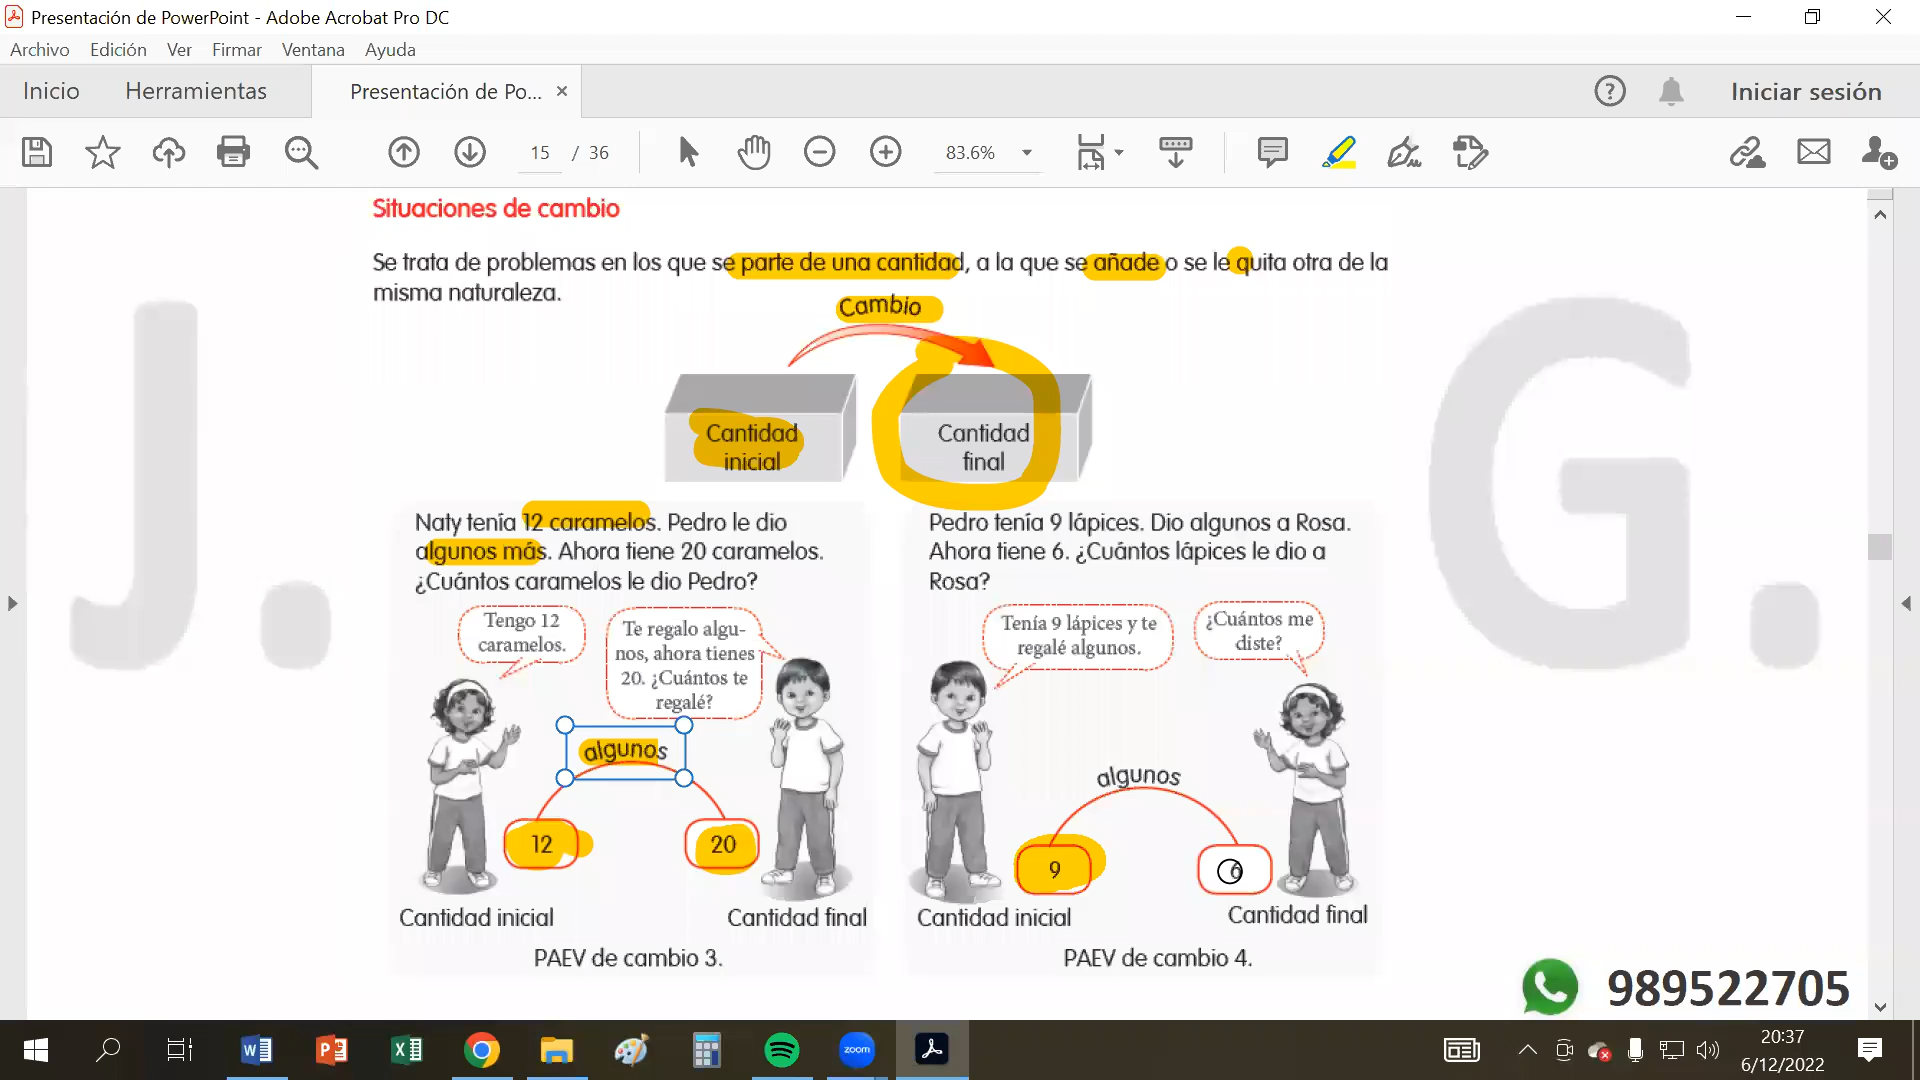 Presentación de PowerPoint - Adobe Acrobat Pro DC
Archivo Edición Ver Firmar Ventana Ayuda
Inicio Herramientas Presentación de Po... × Iniciar sesión
15 / 36 83.6%
Situaciones de cambio
Se trata de problemas en los que se parte de una cantidad, a la que se añade o se le quita otra de la
misma naturaleza.
Cambio
Cantidad
inicial
Cantidad
final
J. G.
Naty tenía 12 caramelos. Pedro le dio
algunos más. Ahora tiene 20 caramelos.
¿Cuántos caramelos le dio Pedro?
Tengo 12
caramelos.
Te regalo algu-
nos, ahora tienes
20. ¿Cuántos te
regalé?
algunos
12
20
Cantidad inicial
Cantidad final
PAEV de cambio 3.
Pedro tenía 9 lápices. Dio algunos a Rosa.
Ahora tiene 6. ¿Cuántos lápices le dio a
Rosa?
Tenía 9 lápices y te
regalé algunos.
¿Cuántos me
diste?
algunos
9
6
Cantidad inicial
Cantidad final
PAEV de cambio 4.
989522705
zoom
20:37
6/12/2022